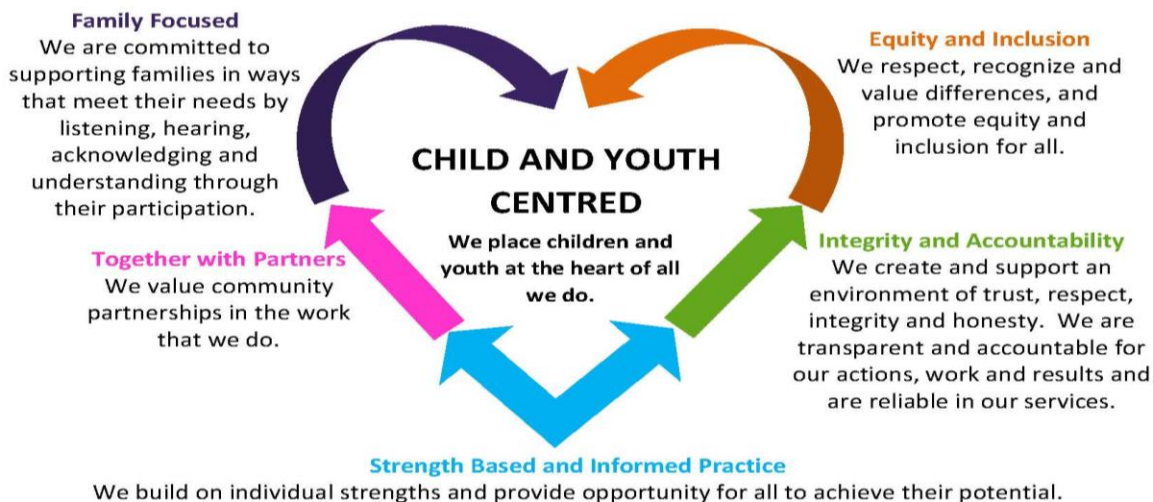 Family Focused
We are committed to
supporting families in ways
that meet their needs by
listening, hearing,
acknowledging and
understanding through
their participation.
Equity and Inclusion
We respect, recognize and
value differences, and
promote equity and
inclusion for all.
CHILD AND YOUTH
CENTRED
We place children and
youth at the heart of all
we do.
Together with Partners
We value community
partnerships in the work
that we do.
Integrity and Accountability
We create and support an
environment of trust, respect,
integrity and honesty.  We are
transparent and accountable for
our actions, work and results and
are reliable in our services.
Strength Based and Informed Practice
We build on individual strengths and provide opportunity for all to achieve their potential.